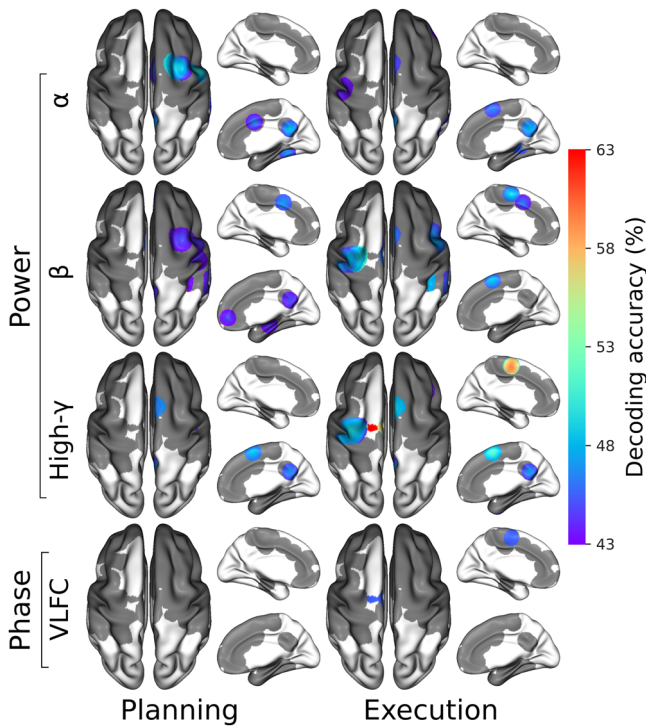 Power
α
β
High-γ
Phase
VLFC
Planning
Execution
63
58
53
48
43
Decoding accuracy (%)